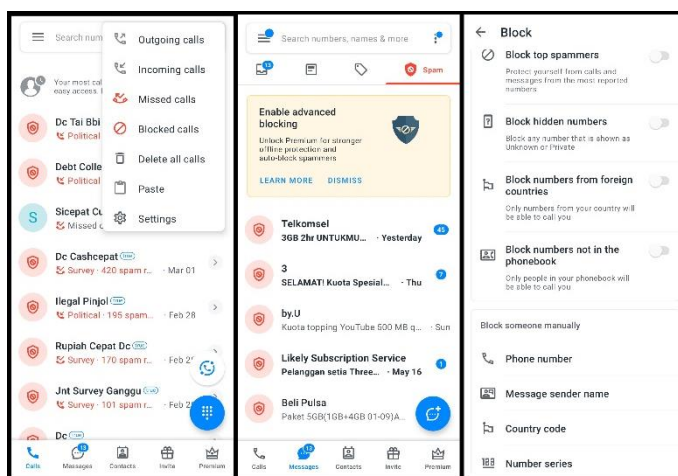 Search num
Outgoing calls
Incoming calls
Missed calls
Blocked calls
Delete all calls
Paste
Settings
Your most cal
easy access.
Dc Tai Bbi
Political
Debt Colle
Political
S
Sicepat Cu
Missed c
Dc Cashcepat
Survey · 420 spam r... · Mar 01
Ilegal Pinjol
Political · 195 spam... · Feb 28
Rupiah Cepat Dc
Survey · 170 spam r... · Feb 2
Jnt Survey Ganggu
Survey · 101 spam r... · Feb 2
Dc
Calls
Messages
Contacts
Invite
Premium
Search numbers, names & more
13
Spam
Enable advanced
blocking
Unlock Premium for stronger
offline protection and
auto-block spammers
LEARN MORE DISMISS
Telkomsel
3GB 2hr UNTUKMU... · Yesterday
45
3
SELAMAT! Kuota Spesial... · Thu
7
by.U
Kuota topping YouTube 500 MB q... · Sun
Likely Subscription Service
Pelanggan setia Three... · May 16
1
Beli Pulsa
Paket 5GB(1GB+4GB 01-09)A...
Calls
13
Messages
Contacts
Invite
Premium
Block
Block top spammers
Protect yourself from calls and
messages from the most reported
numbers
Block hidden numbers
Block any number that is shown as
Unknown or Private
Block numbers from foreign
countries
Only numbers from your country will
be able to call you
Block numbers not in the
phonebook
Only people in your phonebook will
be able to call you
Block someone manually
Phone number
Message sender name
Country code
Number series